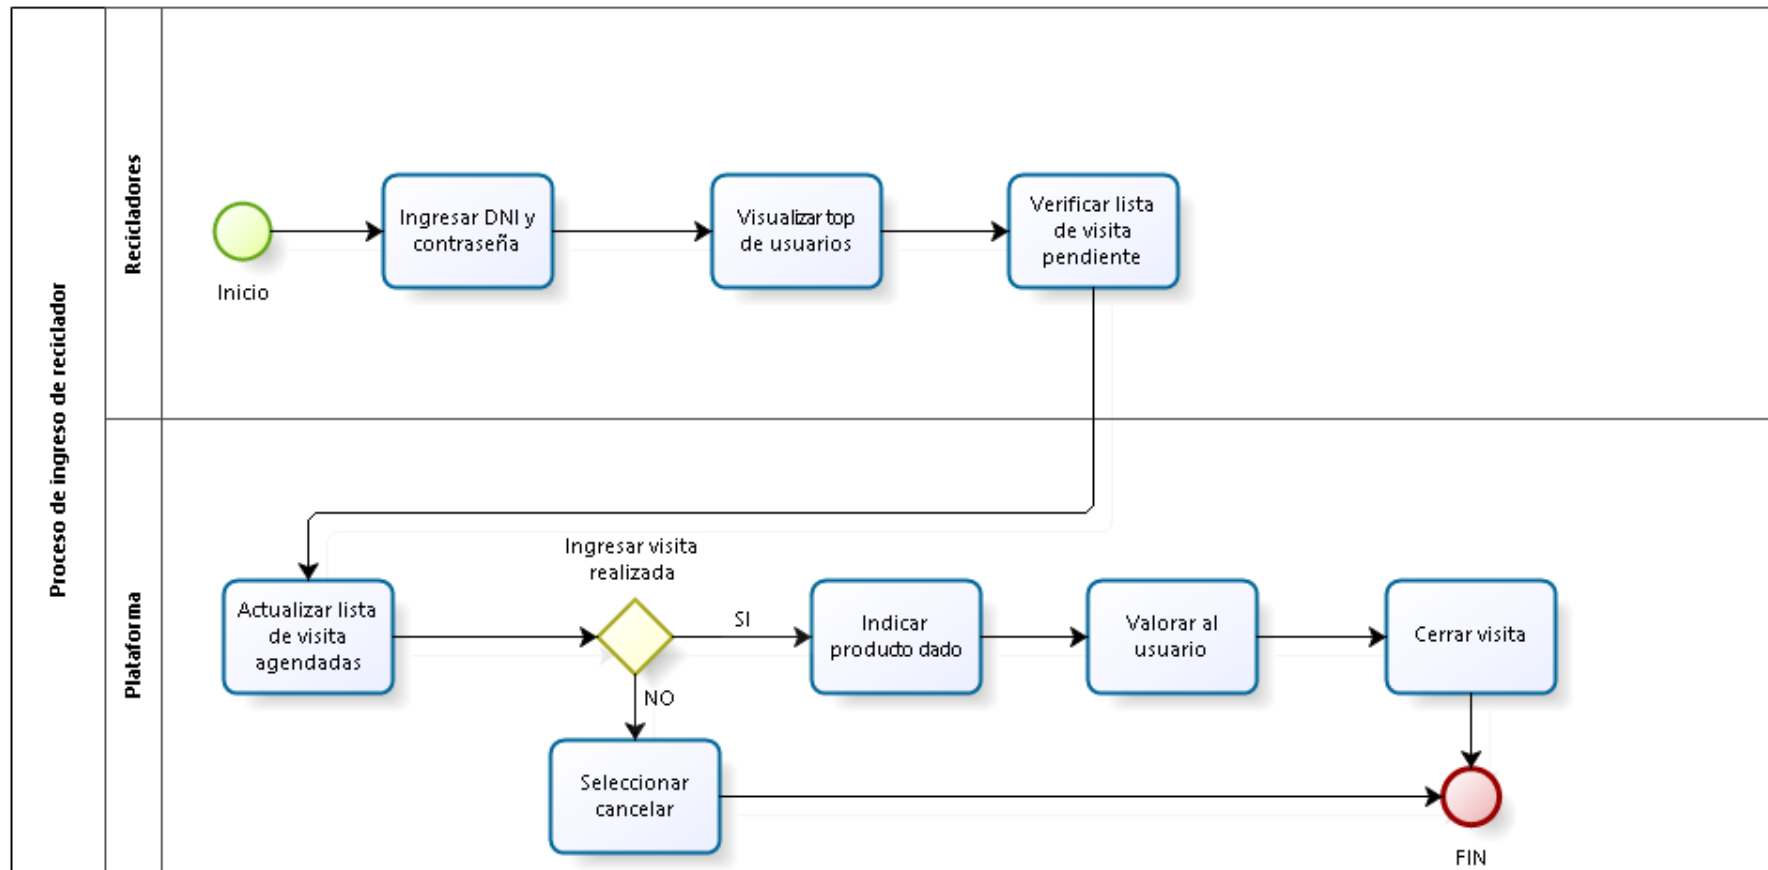 Proceso de ingreso de reciclador
Recicladores
Inicio
Ingresar DNI y
contraseña
Visualizar top
de usuarios
Verificar lista
de visita
pendiente
Plataforma
Actualizar lista
de visita
agendadas
Ingresar visita
realizada
SI
NO
Indicar
producto dado
Valorar al
usuario
Cerrar visita
Seleccionar
cancelar
FIN